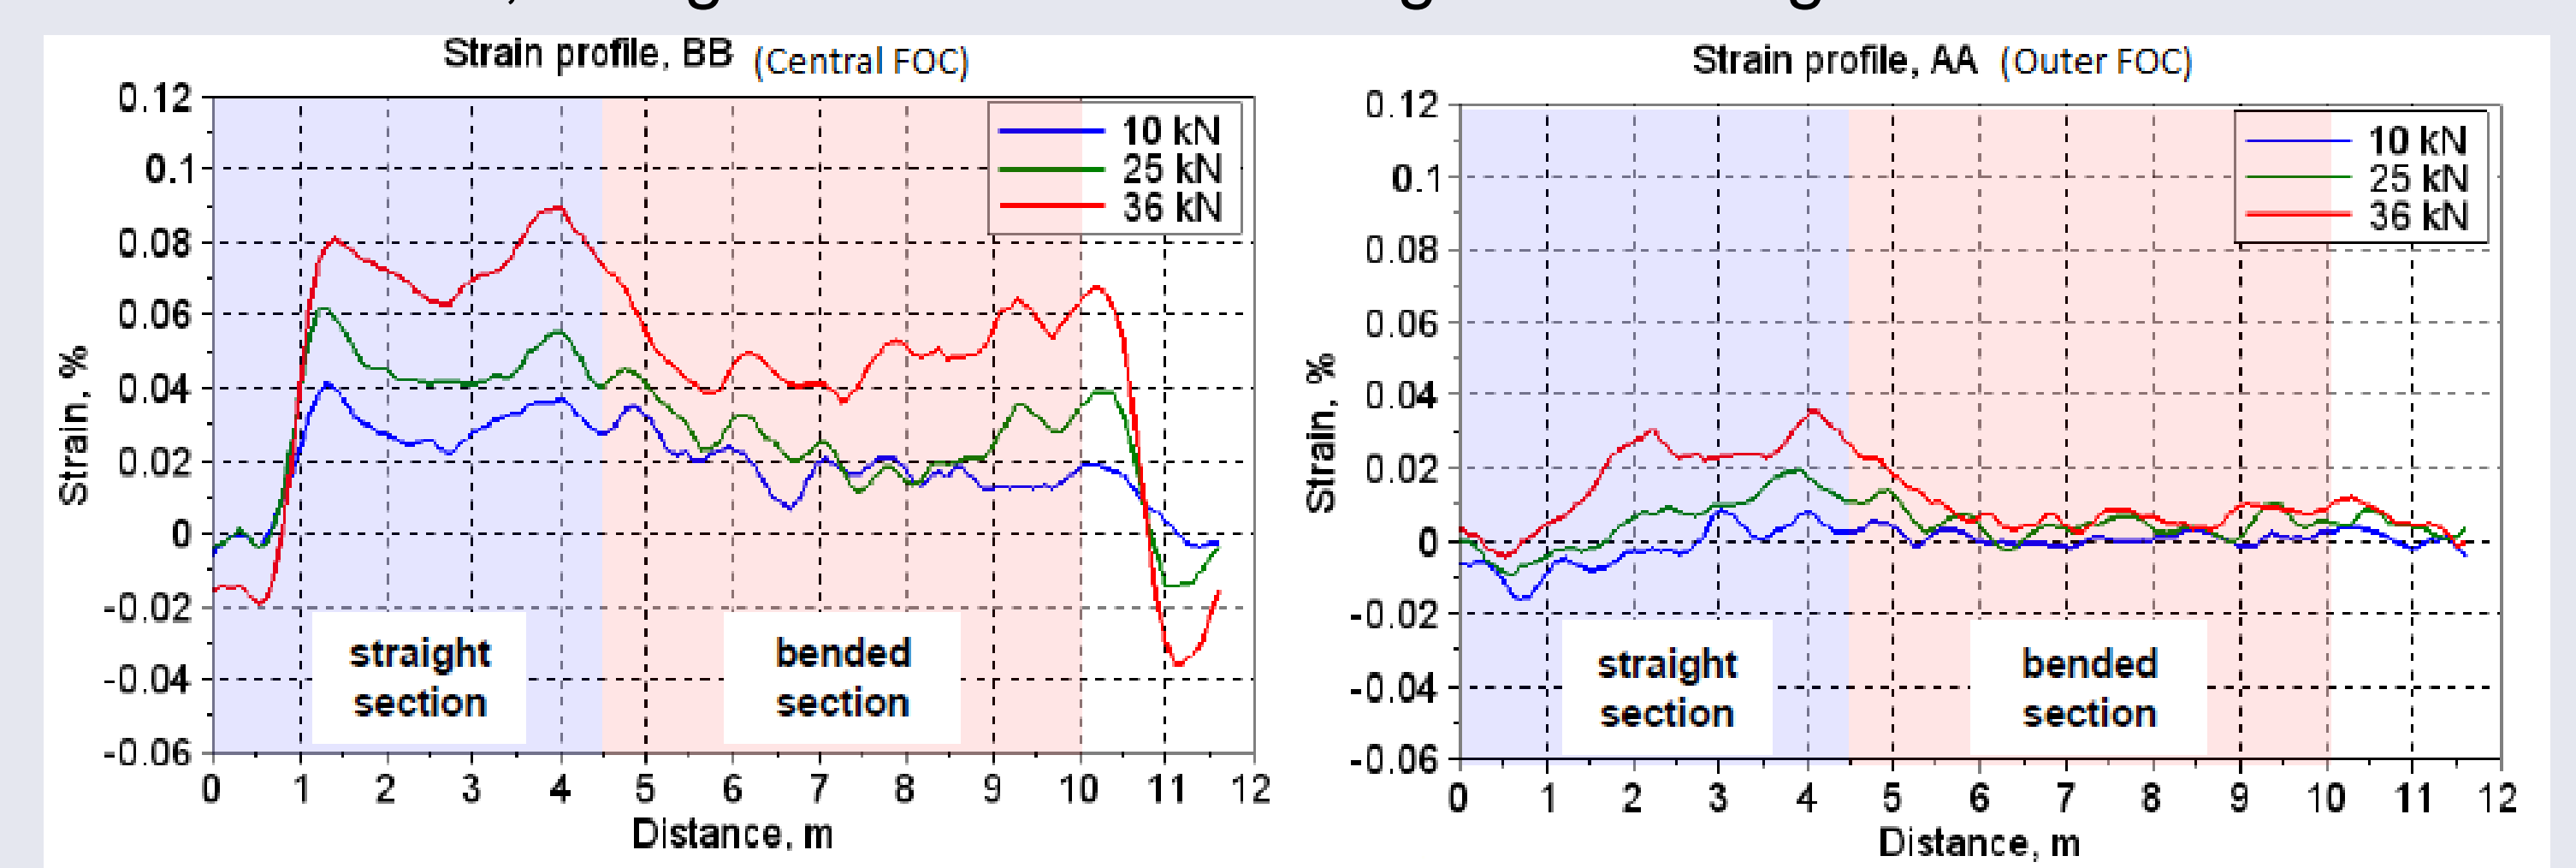 Strain profile, BB (Central FOC)
0.12
0.1
0.08
0.06
0.04
0.02
0
-0.02
-0.04
-0.06
Strain, %
10 kN
25 kN
36 kN
straight
section
bended
section
0 1 2 3 4 5 6 7 8 9 10 11 12
Distance, m
Strain profile, AA (Outer FOC)
0.12
0.1
0.08
0.06
0.04
0.02
0
-0.02
-0.04
-0.06
Strain, %
10 kN
25 kN
36 kN
straight
section
bended
section
0 1 2 3 4 5 6 7 8 9 10 11 12
Distance, m